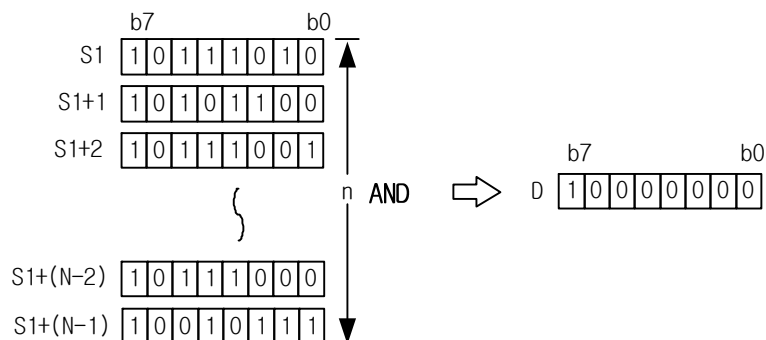 b7 b0
S1 1 0 1 1 1 0 1 0
S1+1 1 0 1 0 1 1 0 0
S1+2 1 0 1 1 1 0 0 1
b7 b0
n AND D 1 0 0 0 0 0 0 0
S1+(N-2) 1 0 1 1 1 0 0 0
S1+(N-1) 1 0 0 1 0 1 1 1